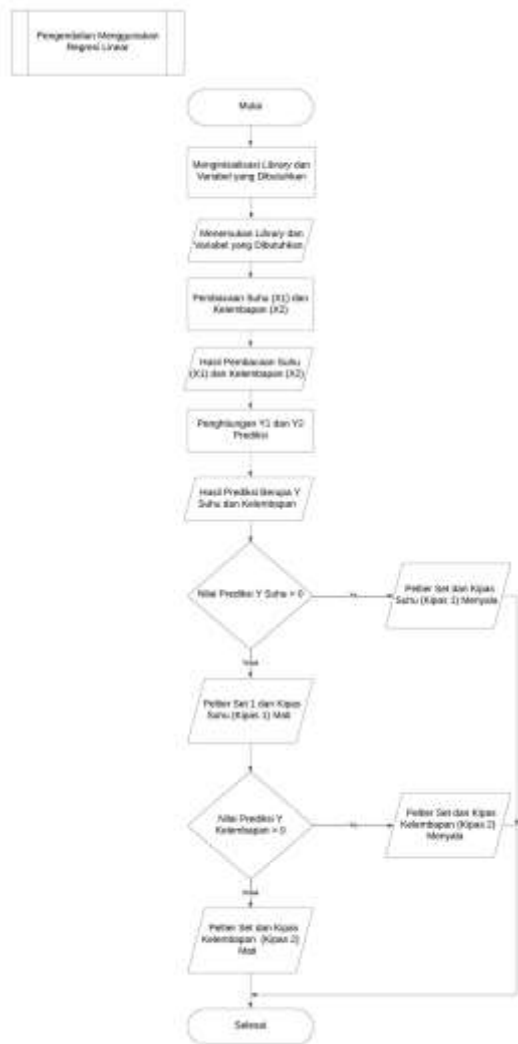 Pengendalian Menggunakan
Regresi Linear
Mulai
Menginisialisasi Library dan
Variabel yang Dibutuhkan
Menemukan Library dan
Variabel yang Dibutuhkan
Pembacaan Suhu (X1) dan
Kelembapan (X2)
Hasil Pembacaan Suhu
(X1) dan Kelembapan (X2)
Penghitungan Y1 dan Y2
Prediksi
Hasil Prediksi Berupa Y
Suhu dan Kelembapan
Nilai Prediksi Y Suhu > 0
Ya
Peltier Set dan Kipas
Suhu (Kipas 1) Menyala
Tidak
Peltier Set 1 dan Kipas
Suhu (Kipas 1) Mati
Nilai Prediksi Y
Kelembapan > 0
Ya
Peltier Set dan Kipas
Kelembapan (Kipas 2)
Menyala
Tidak
Peltier Set dan Kipas
Kelembapan (Kipas 2)
Mati
Selesai